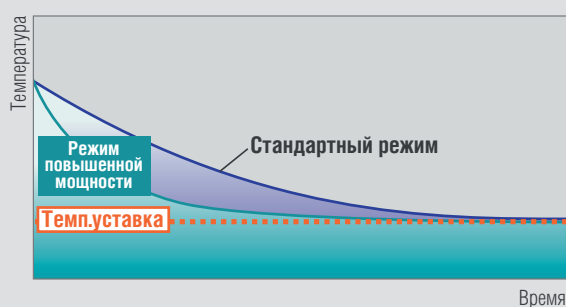 Температура
Стандартный режим
Режим
повышенной
мощности
Темп.уставка
Время